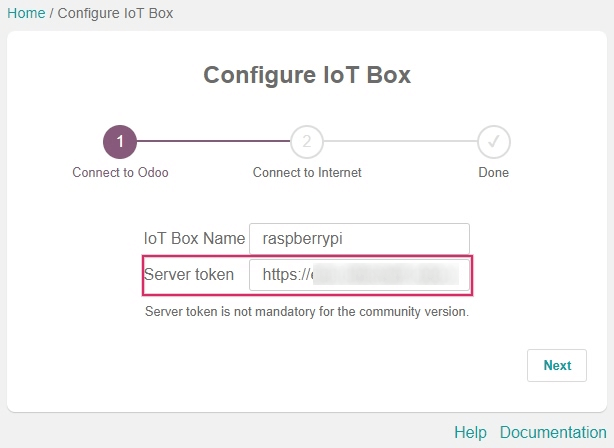 Home / Configure IoT Box
Configure IoT Box
1
2
✓
Connect to Odoo
Connect to Internet
Done
IoT Box Name raspberrypi
Server token https://
Server token is not mandatory for the community version.
Next
Help Documentation